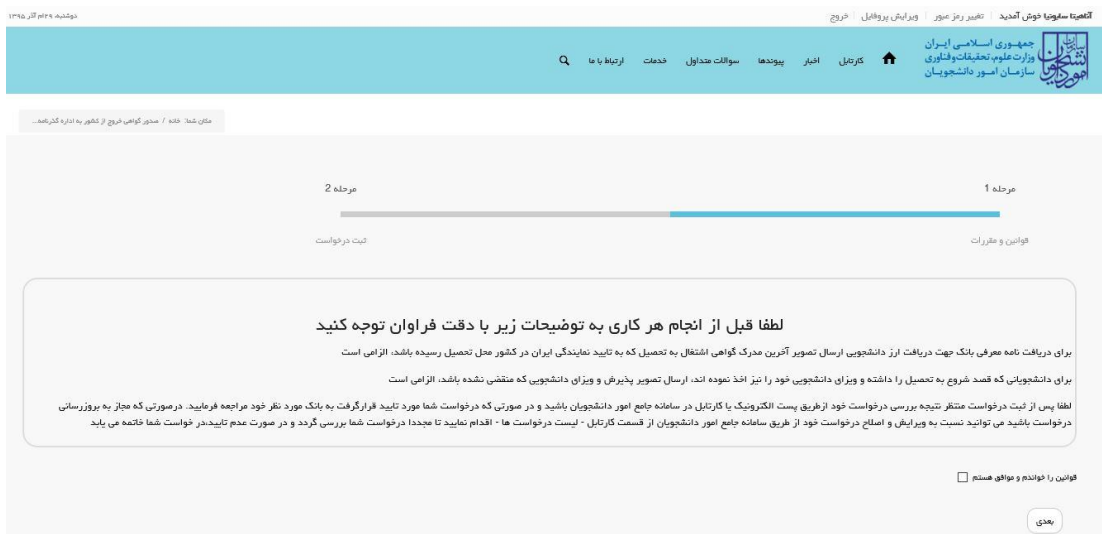 آناهیتا سایونیا خوش آمدید | تغییر رمز عبور | ویرایش پروفایل | خروج
دوشنبه، ۲۹ام آذر ۱۳۹۵
سازمان امور دانشجویان
جمهوری اسلامی ایران
وزارت علوم، تحقیقات و فناوری
سازمان امور دانشجویان
کارتابل اخبار پیوندها سوالات متداول خدمات ارتباط با ما
مکان شما: خانه / صدور گواهی خروج از کشور به اداره گذرنامه...
مرحله 1
مرحله 2
قوانین و مقررات
ثبت درخواست
لطفا قبل از انجام هر کاری به توضیحات زیر با دقت فراوان توجه کنید
برای دریافت نامه معرفی بانک جهت دریافت ارز دانشجویی ارسال تصویر آخرین مدرک گواهی اشتغال به تحصیل که به تایید نمایندگی ایران در کشور محل تحصیل رسیده باشد، الزامی است
برای دانشجویانی که قصد شروع به تحصیل را داشته و ویزای دانشجویی خود را نیز اخذ نموده اند، ارسال تصویر پذیرش و ویزای دانشجویی که منقضی نشده باشد، الزامی است
لطفا پس از ثبت درخواست منتظر نتیجه بررسی درخواست خود ازطریق پست الکترونیک یا کارتابل در سامانه جامع امور دانشجویان باشید و در صورتی که درخواست شما مورد تایید قرارگرفت به بانک مورد نظر خود مراجعه فرمایید. درصورتی که مجاز به بروزرسانی
درخواست باشید می توانید نسبت به ویرایش و اصلاح درخواست خود از طریق سامانه جامع امور دانشجویان از قسمت کارتابل - لیست درخواست ها - اقدام نمایید تا مجددا درخواست شما بررسی گردد و در صورت عدم تایید،در خواست شما خاتمه می یابد
قوانین را خواندم و موافق هستم
بعدی